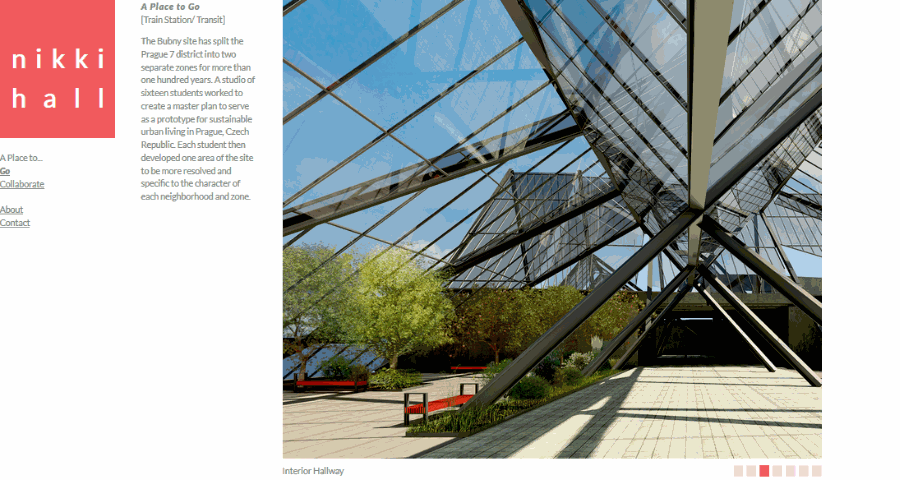 nikki
hall
A Place to...
Go
Collaborate
About
Contact
A Place to Go
[Train Station/ Transit]
The Bubny site has split the
Prague 7 district into two
separate zones for more than
one hundred years. A studio of
sixteen students worked to
create a master plan to serve
as a prototype for sustainable
urban living in Prague, Czech
Republic. Each student then
developed one area of the site
to be more resolved and
specific to the character of
each neighborhood and zone.
Interior Hallway